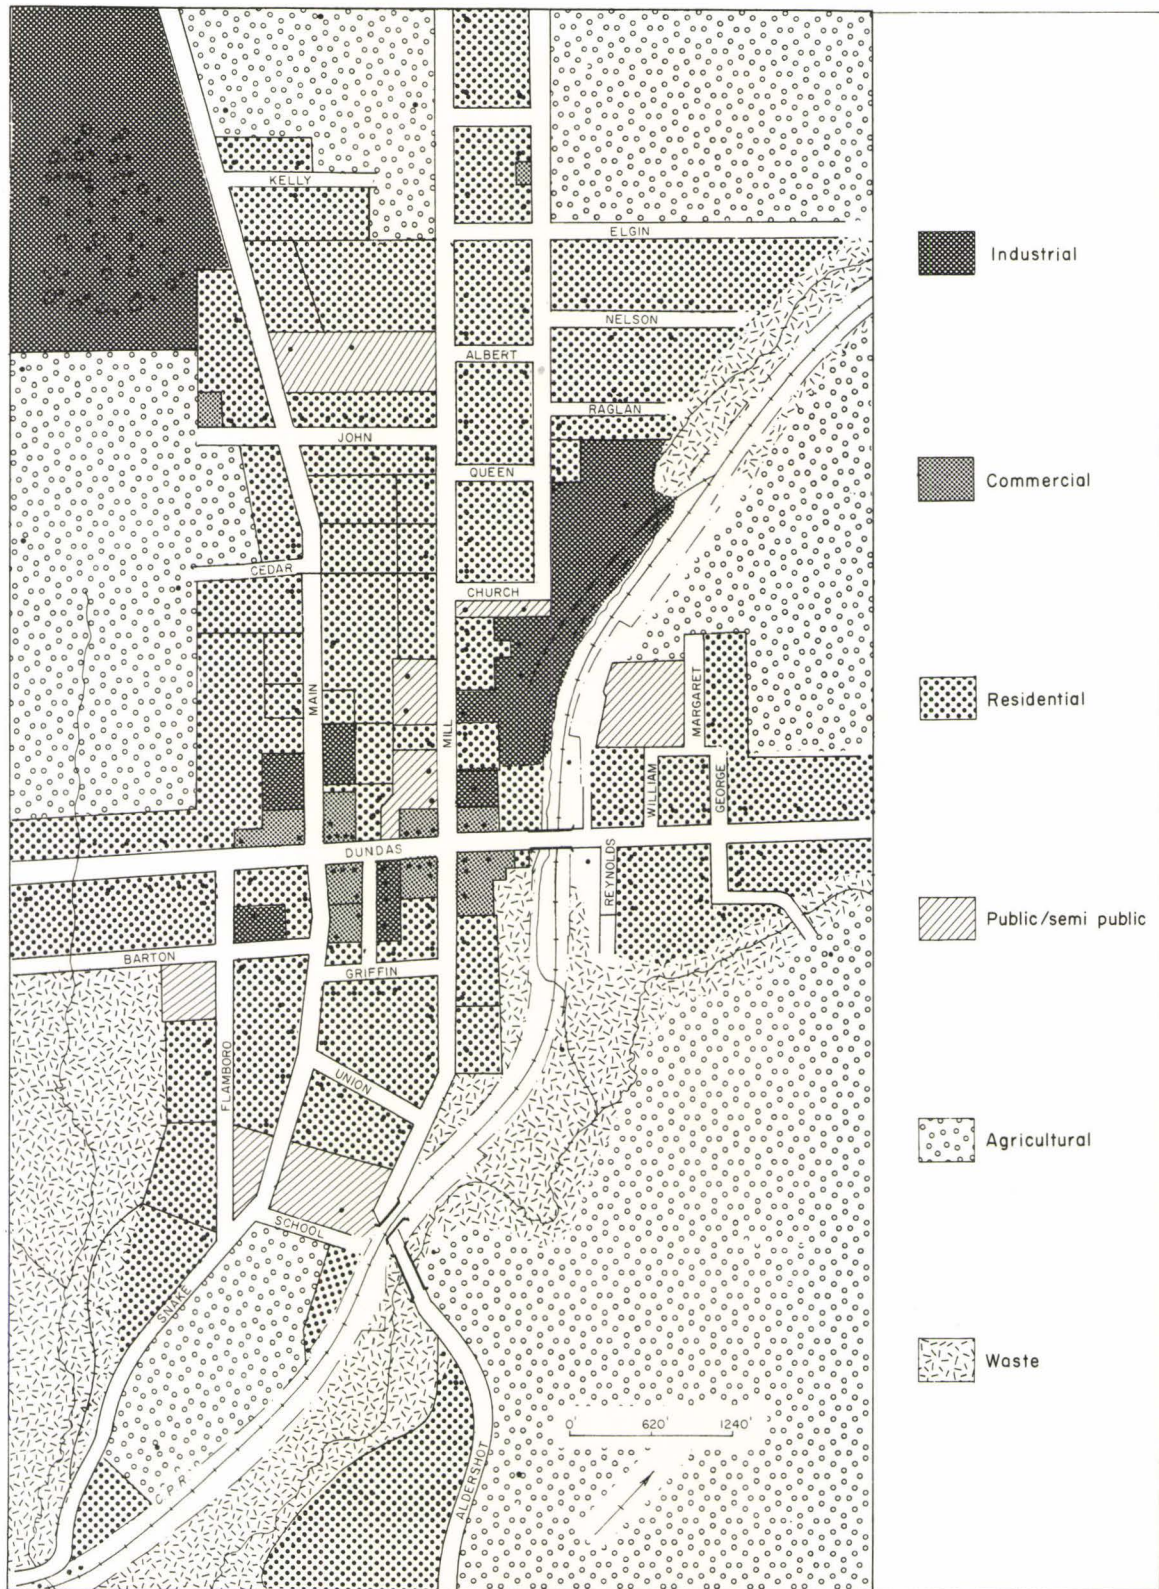 KELLY
ELGIN
Industrial
NELSON
ALBERT
RAGLAN
JOHN
QUEEN
Commercial
CEDAR
CHURCH
MAIN
MILL
MARGARET
Residential
WILLIAM
GEORGE
DUNDAS
REYNOLDS
Public/semi public
BARTON
GRIFFIN
FLAMBORO
UNION
Agricultural
SCHOOL
SNAKE
Waste
0' 620' 1240'
C.P.R.
ALDERSHOT